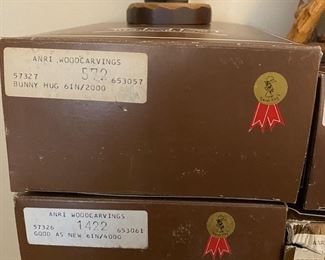 ANRI WOODCARVINGS
57327 572 653057
BUNNY HUG 6IN/2000
ANRI WOODCARVINGS
57326 1422 653061
GOOD AS NEW 6IN/4000